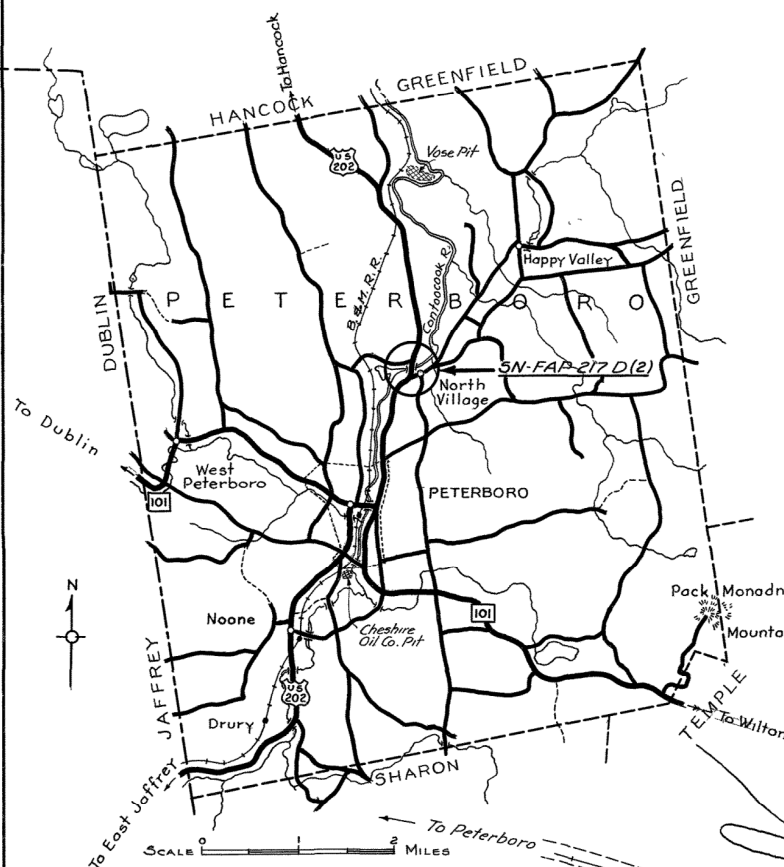 To Hancock
HANCOCK
GREENFIELD
US
202
Vose Pit
GREENFIELD
Happy Valley
Contoocook R.
B & M. R. R.
PETERBORO
DUBLIN
SN-FAP-217 D(2)
North
Village
To Dublin
West
Peterboro
101
PETERBORO
N
Noone
101
Pack Monadn
Mounta
Cheshire
Oil Co. Pit
JAFFREY
US
202
Drury
TEMPLE
To Wilton
SHARON
To East Jaffrey
To Peterboro
SCALE 0 1 2 MILES